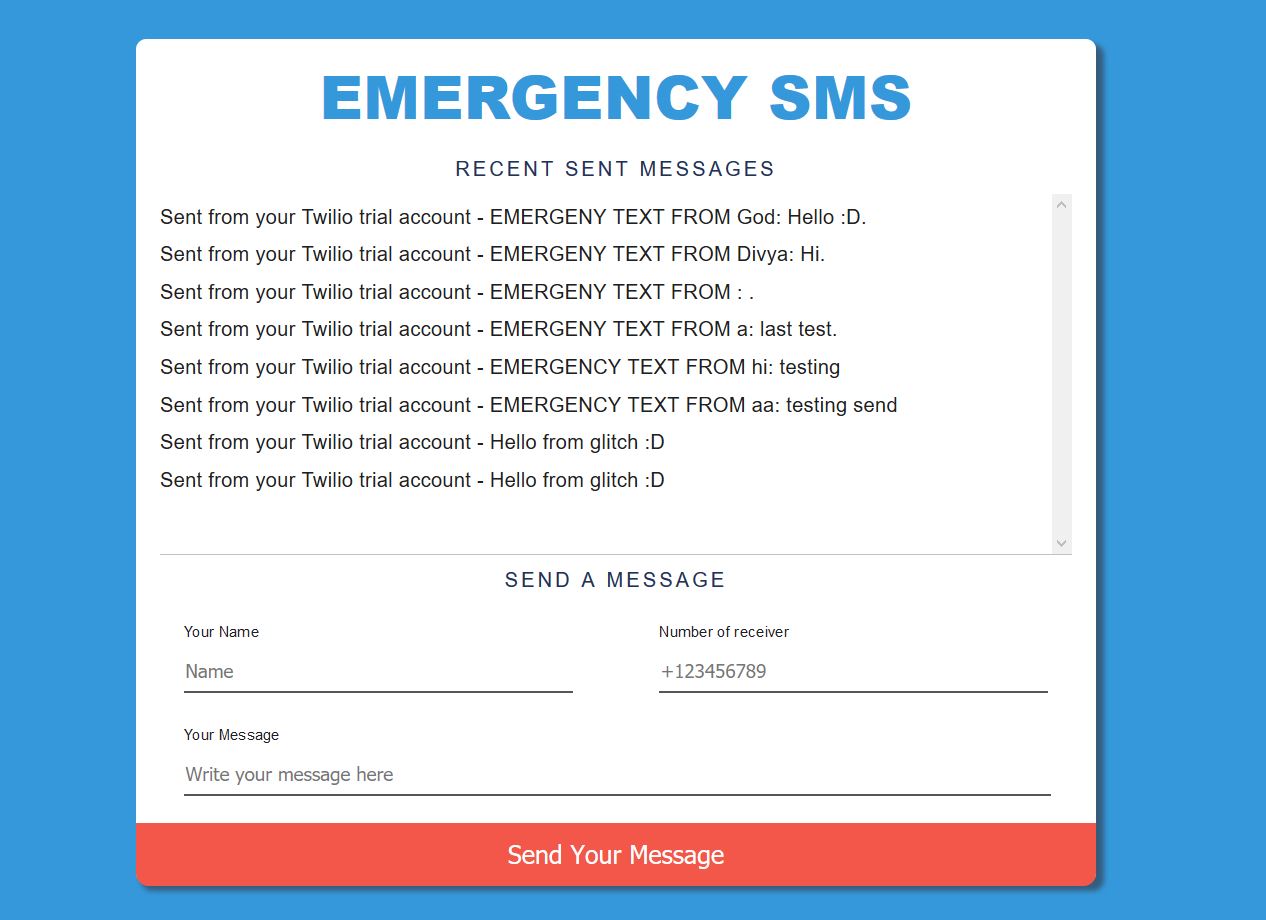 EMERGENCY SMS
RECENT SENT MESSAGES
Sent from your Twilio trial account - EMERGENY TEXT FROM God: Hello :D.
Sent from your Twilio trial account - EMERGENY TEXT FROM Divya: Hi.
Sent from your Twilio trial account - EMERGENY TEXT FROM : .
Sent from your Twilio trial account - EMERGENY TEXT FROM a: last test.
Sent from your Twilio trial account - EMERGENCY TEXT FROM hi: testing
Sent from your Twilio trial account - EMERGENCY TEXT FROM aa: testing send
Sent from your Twilio trial account - Hello from glitch :D
Sent from your Twilio trial account - Hello from glitch :D
SEND A MESSAGE
Your Name
Name
Number of receiver
+123456789
Your Message
Write your message here
Send Your Message